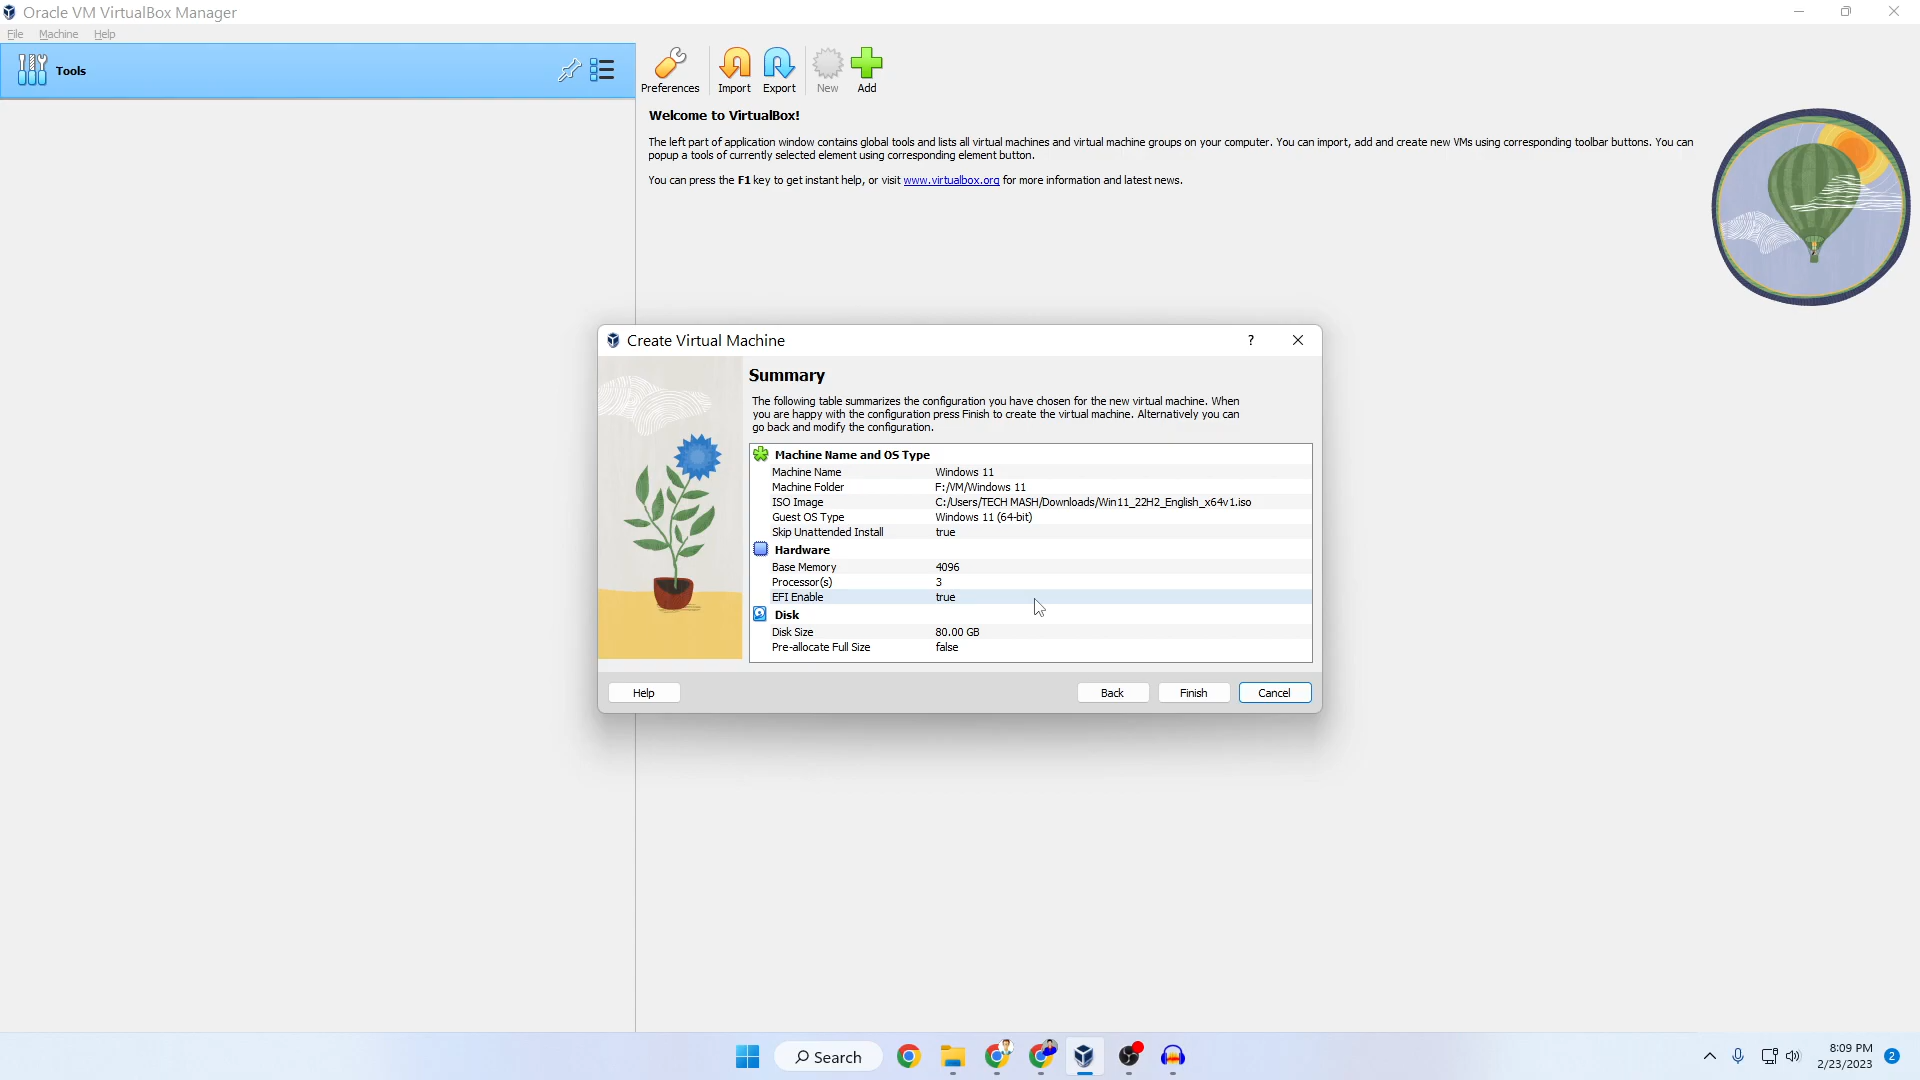 Oracle VM VirtualBox Manager
File Machine Help
Tools
Preferences Import Export New Add
Welcome to VirtualBox!
The left part of application window contains global tools and lists all virtual machines and virtual machine groups on your computer. You can import, add and create new VMs using corresponding toolbar buttons. You can
popup a tools of currently selected element using corresponding element button.
You can press the F1 key to get instant help, or visit www.virtualbox.org for more information and latest news.
Create Virtual Machine ?
Summary
The following table summarizes the configuration you have chosen for the new virtual machine. When
you are happy with the configuration press Finish to create the virtual machine. Alternatively you can
go back and modify the configuration.
Machine Name and OS Type
Machine Name Windows 11
Machine Folder F:/VM/Windows 11
ISO Image C:/Users/TECH MASH/Downloads/Win11_22H2_English_x64v1.iso
Guest OS Type Windows 11 (64-bit)
Skip Unattended Install true
Hardware
Base Memory 4096
Processor(s) 3
EFI Enable true
Disk
Disk Size 80.00 GB
Pre-allocate Full Size false
Help Back Finish Cancel
Search
8:09 PM
2/23/2023
2